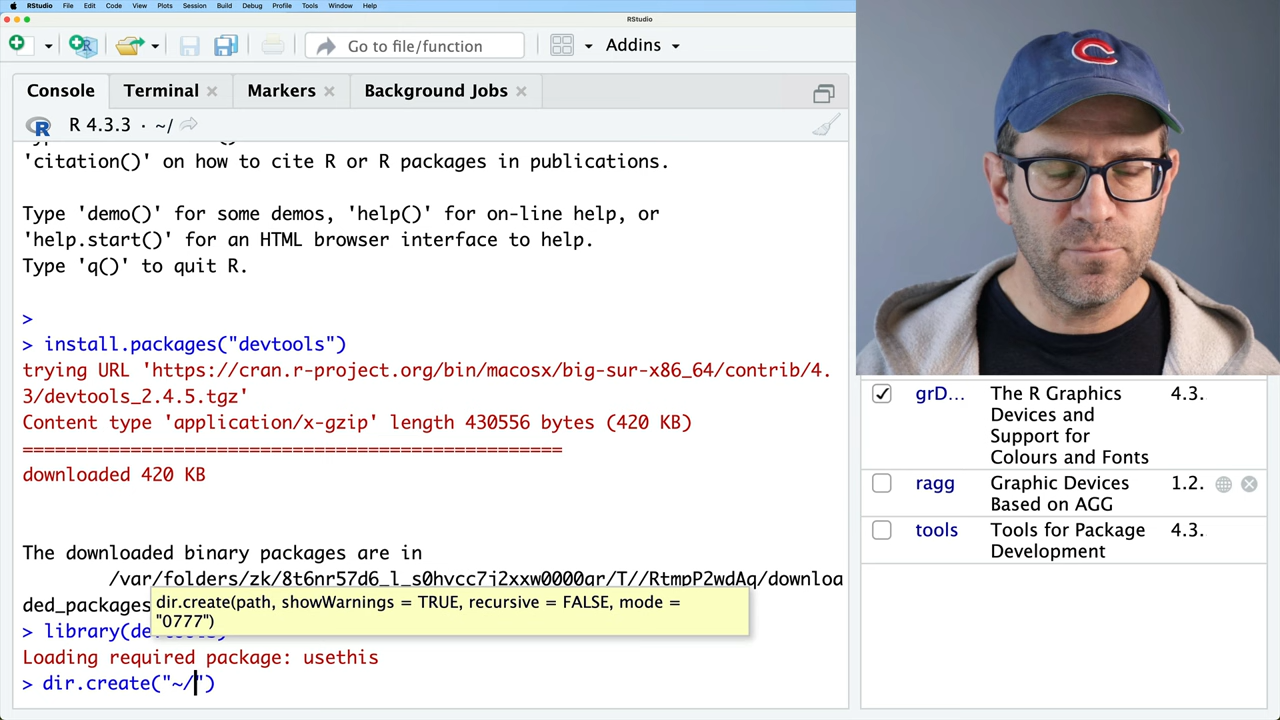 RStudio File Edit Code View Plots Session Build Debug Profile Tools Window Help
RStudio
Go to file/function
Addins
Console Terminal Markers Background Jobs
R 4.3.3 · ~/
'citation()' on how to cite R or R packages in publications.
Type 'demo()' for some demos, 'help()' for on-line help, or
'help.start()' for an HTML browser interface to help.
Type 'q()' to quit R.
>
> install.packages("devtools")
trying URL 'https://cran.r-project.org/bin/macosx/big-sur-x86_64/contrib/4.
3/devtools_2.4.5.tgz'
Content type 'application/x-gzip' length 430556 bytes (420 KB)
==================================================
downloaded 420 KB
The downloaded binary packages are in
/var/folders/zk/8t6nr57d6_l_s0hvcc7j2xxw0000gr/T//RtmpP2wdAq/downloa
ded_packages
dir.create(path, showWarnings = TRUE, recursive = FALSE, mode =
"0777")
> library(
Loading required package: usethis
> dir.create("~/")
C
grD... The R Graphics 4.3.
Devices and
Support for
Colours and Fonts
ragg Graphic Devices 1.2.
Based on AGG
tools Tools for Package 4.3.
Development